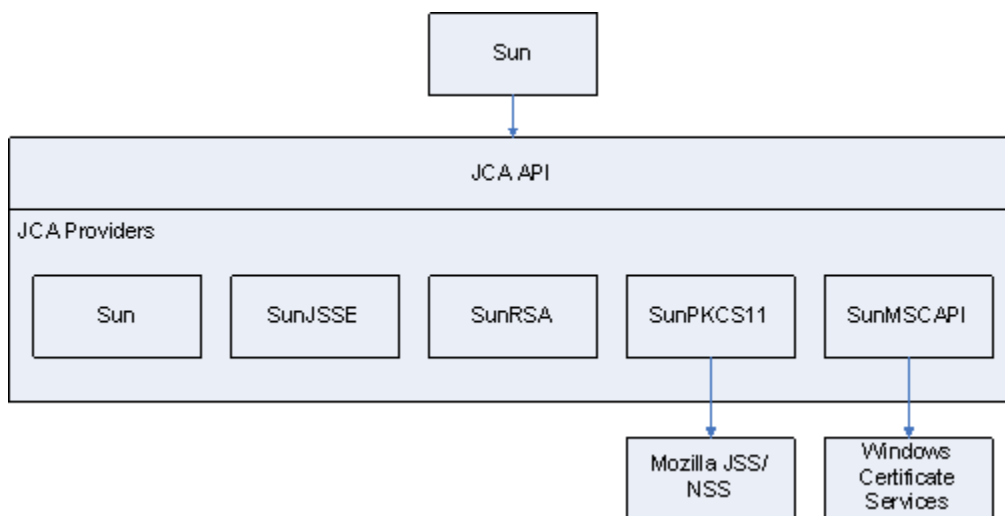 Sun
JCA API
JCA Providers
Sun
SunJSSE
SunRSA
SunPKCS11
SunMSCAPI
Mozilla JSS/
NSS
Windows
Certificate
Services